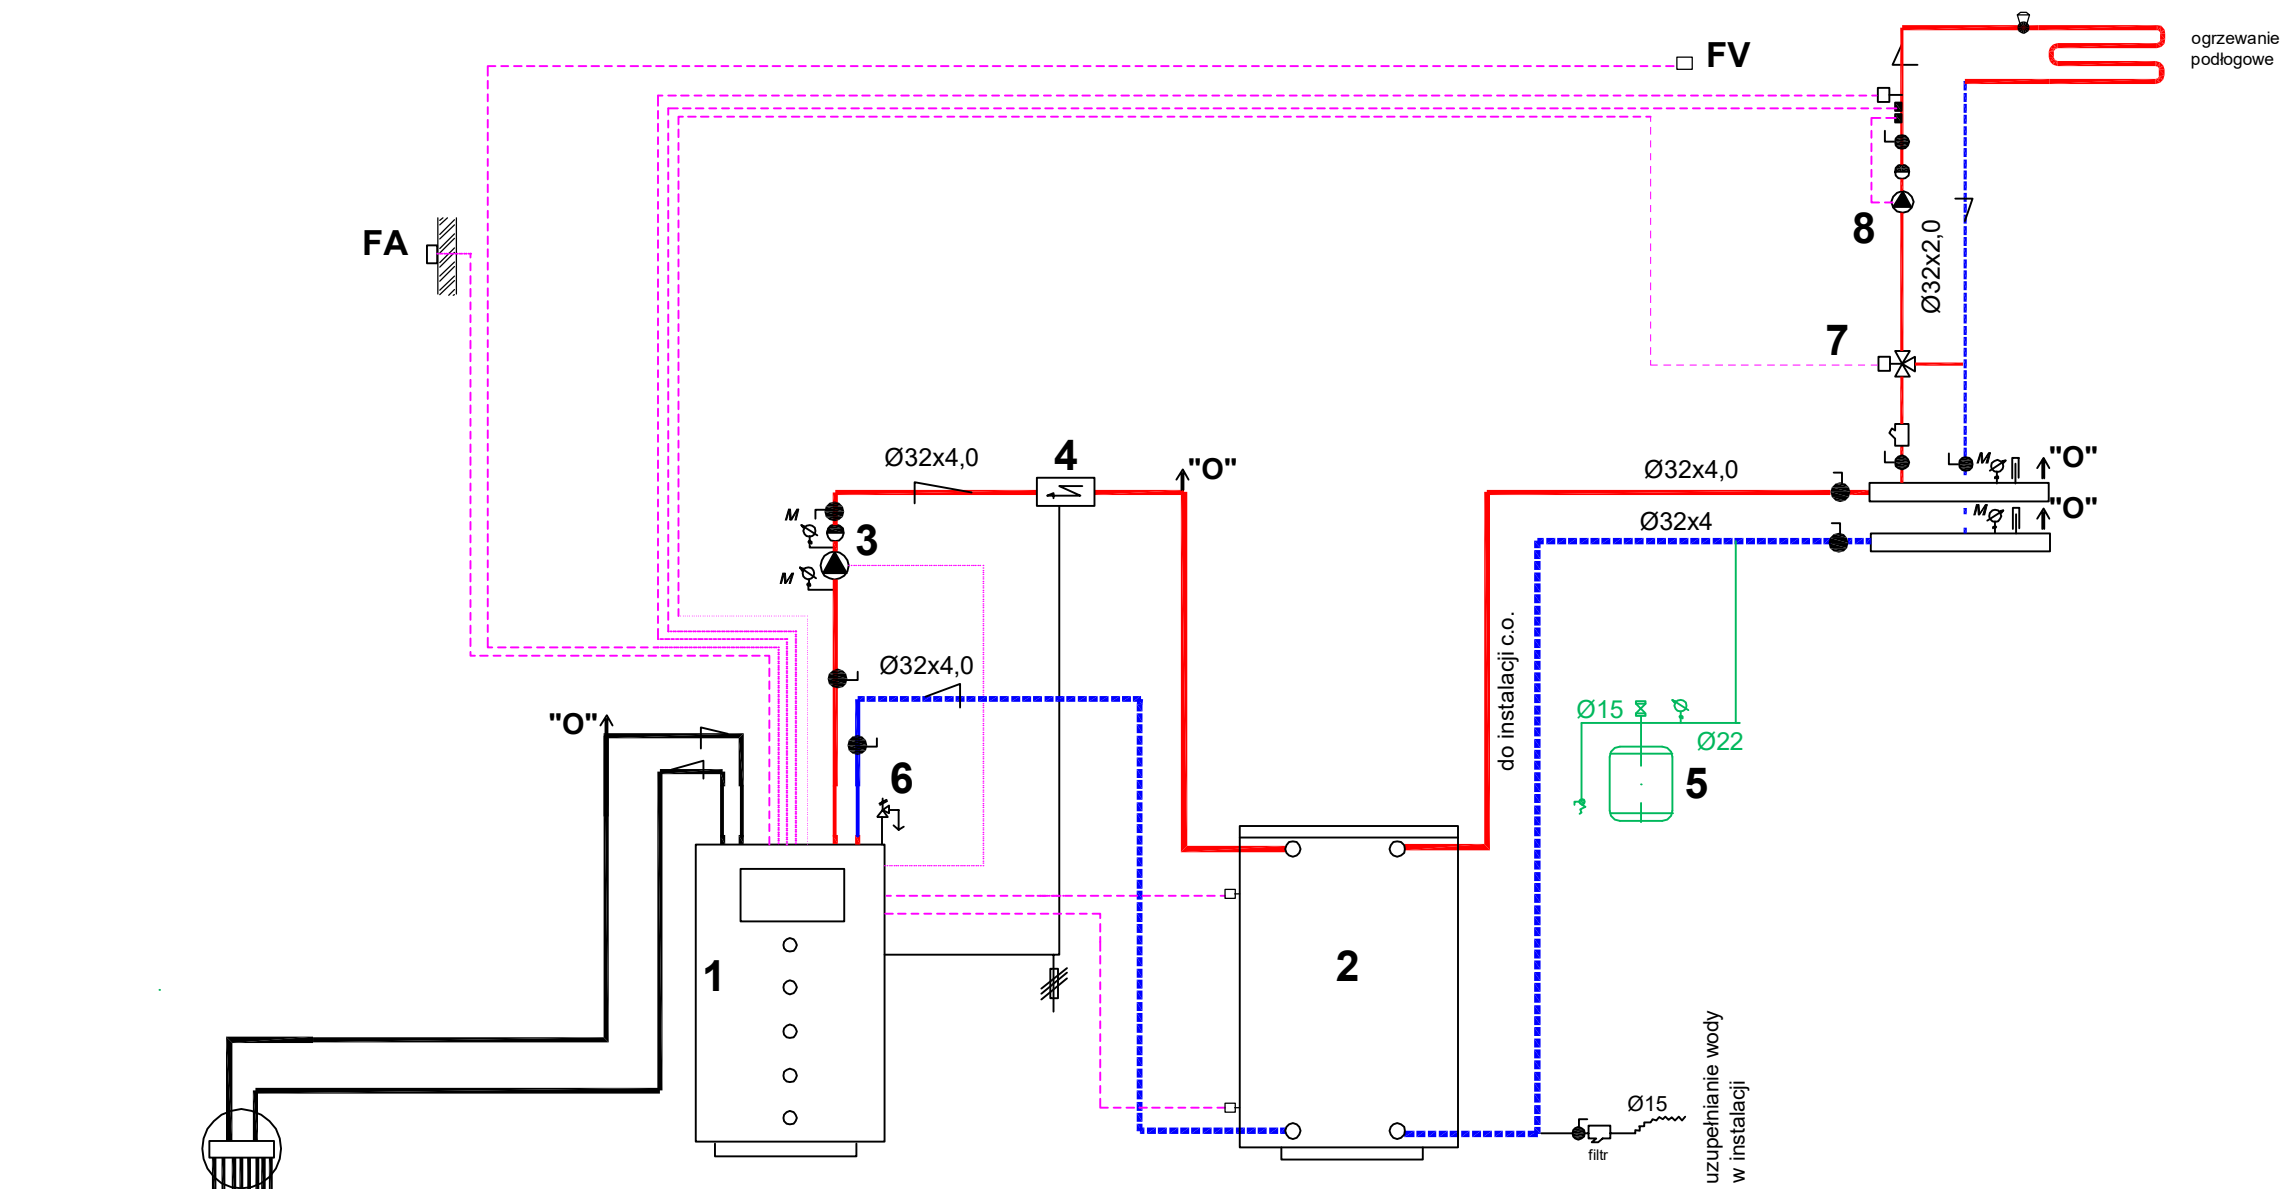 ogrzewanie
podłogowe
FV
FA
8
Ø32x2,0
7
Ø32x4,0
4
"O"
Ø32x4,0
M
"O"
M
3
M
Ø32x4
M
"O"
Ø32x4,0
do instalacji c.o.
"O"
6
Ø15
Ø22
5
1
2
Ø15
filtr
uzupełnianie wody
w instalacji